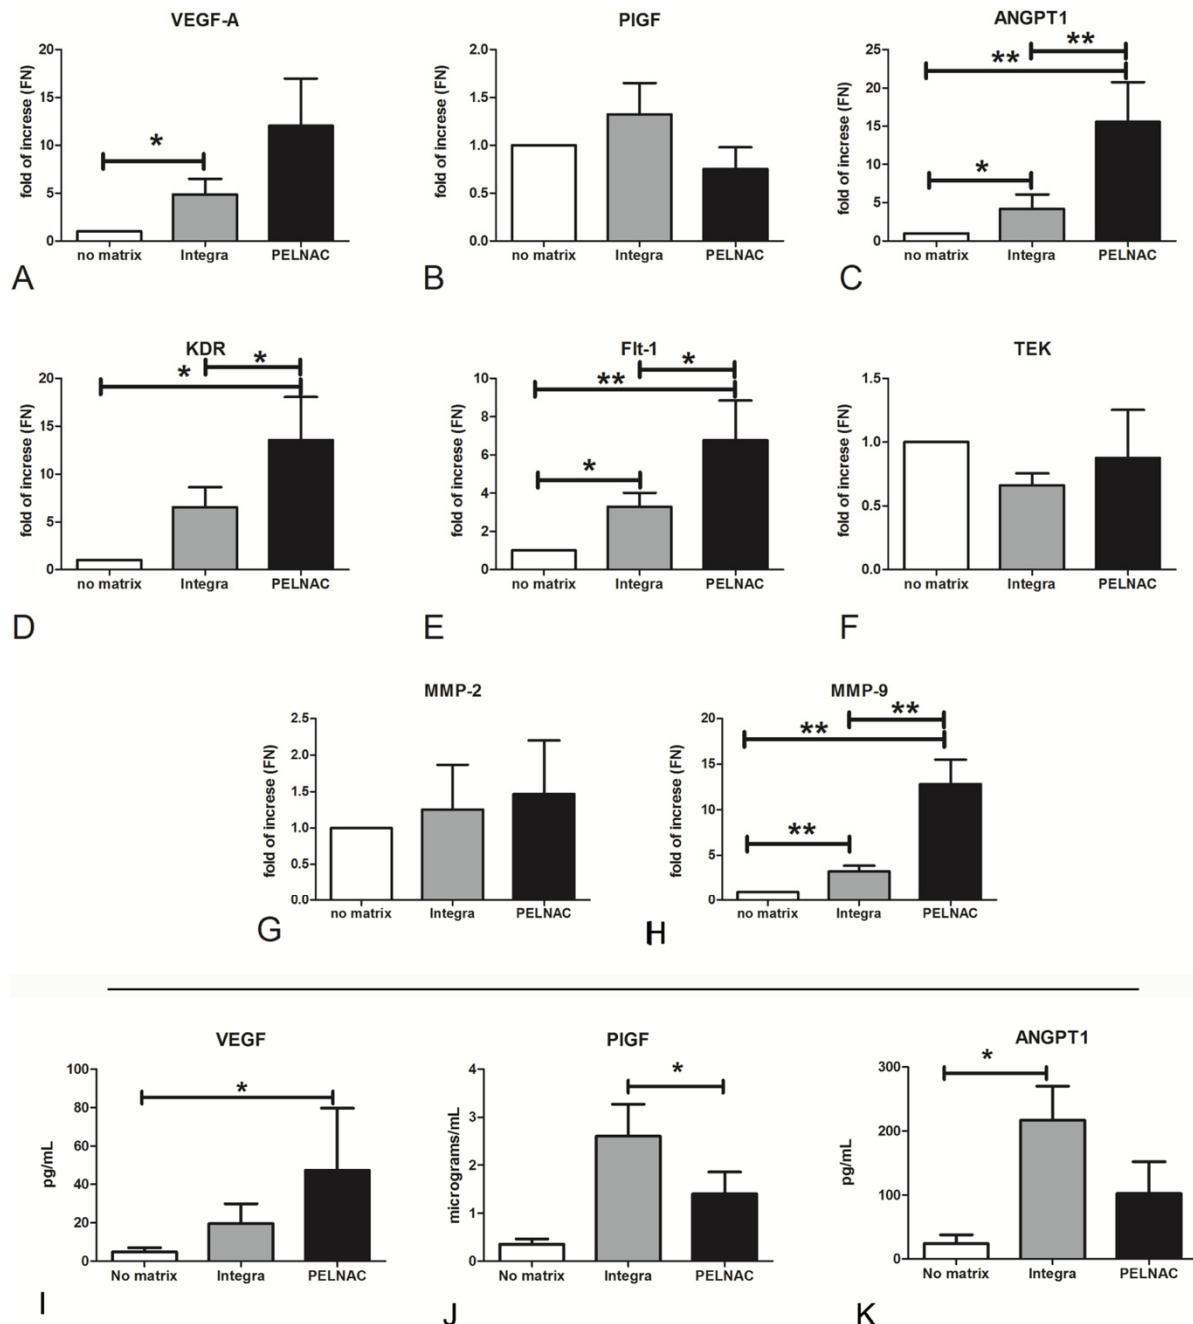 VEGF-A
fold of increse (FN)
20
15
10
5
0
*
no matrix Integra PELNAC
A
PIGF
fold of increse (FN)
2.0
1.5
1.0
0.5
0.0
no matrix Integra PELNAC
B
ANGPT1
fold of increse (FN)
25
20
15
10
5
0
**
**
*
no matrix Integra PELNAC
C
KDR
fold of increse (FN)
20
15
10
5
0
*
*
no matrix Integra PELNAC
D
Flt-1
fold of increse (FN)
10
8
6
4
2
0
*
**
*
no matrix Integra PELNAC
E
TEK
fold of increse (FN)
1.5
1.0
0.5
0.0
no matrix Integra PELNAC
F
MMP-2
fold of increse (FN)
2.5
2.0
1.5
1.0
0.5
0.0
no matrix Integra PELNAC
G
MMP-9
fold of increse (FN)
20
15
10
5
0
**
**
**
no matrix Integra PELNAC
H
VEGF
pg/mL
100
80
60
40
20
0
*
No matrix Integra PELNAC
I
PIGF
micrograms/mL
4
3
2
1
0
*
No matrix Integra PELNAC
J
ANGPT1
pg/mL
300
200
100
0
*
No matrix Integra PELNAC
K